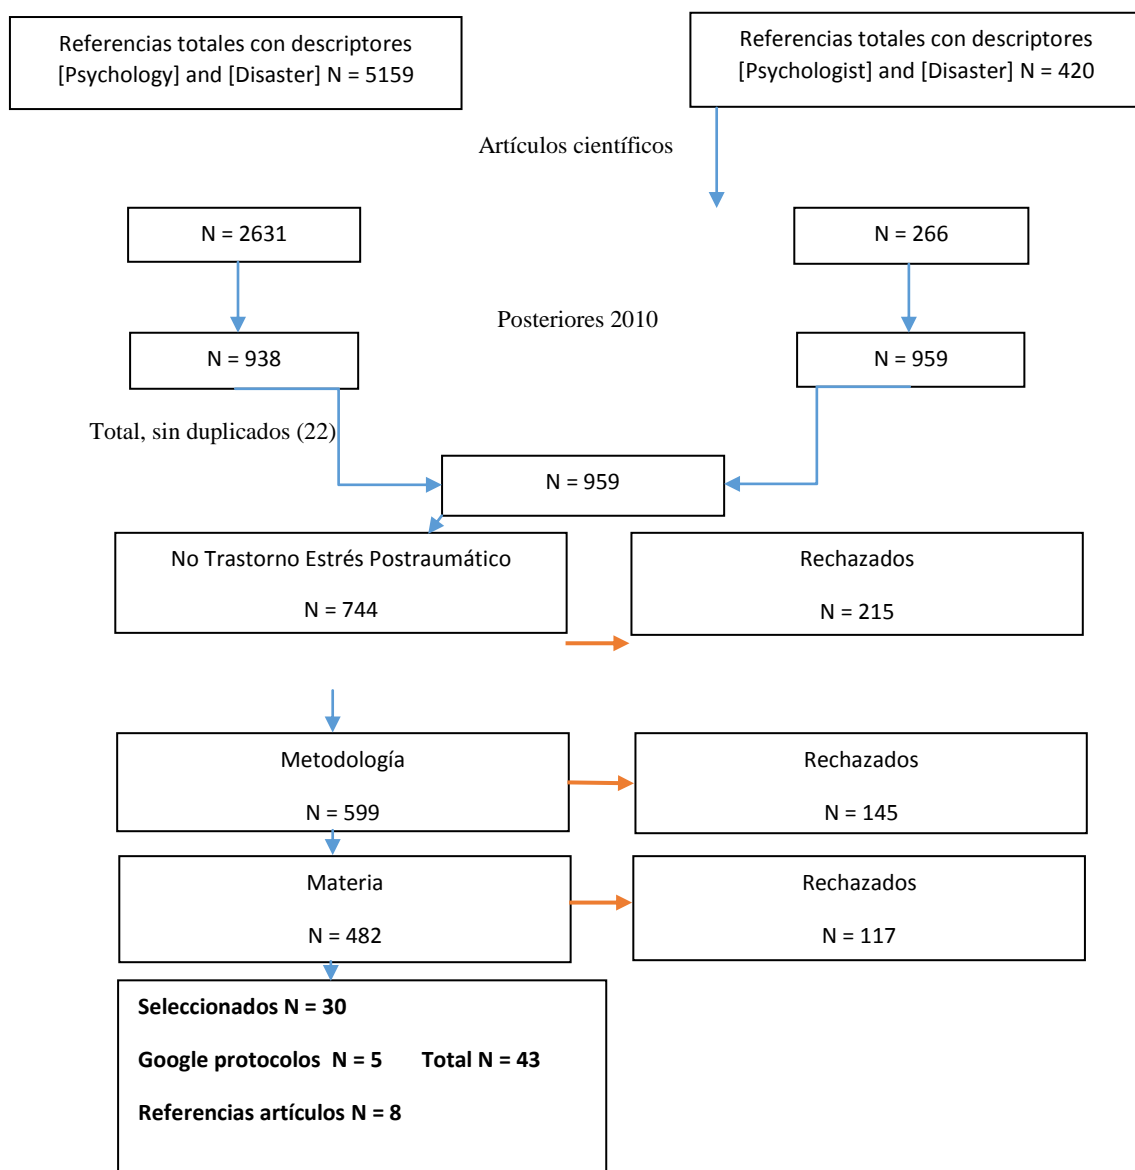 Referencias totales con descriptores
[Psychology] and [Disaster] N = 5159
Referencias totales con descriptores
[Psychologist] and [Disaster] N = 420
Artículos científicos
N = 2631
N = 266
Posteriores 2010
N = 938
N = 959
Total, sin duplicados (22)
N = 959
No Trastorno Estrés Postraumático
N = 744
Rechazados
N = 215
Metodología
N = 599
Rechazados
N = 145
Materia
N = 482
Rechazados
N = 117
Seleccionados N = 30
Google protocolos N = 5 Total N = 43
Referencias artículos N = 8